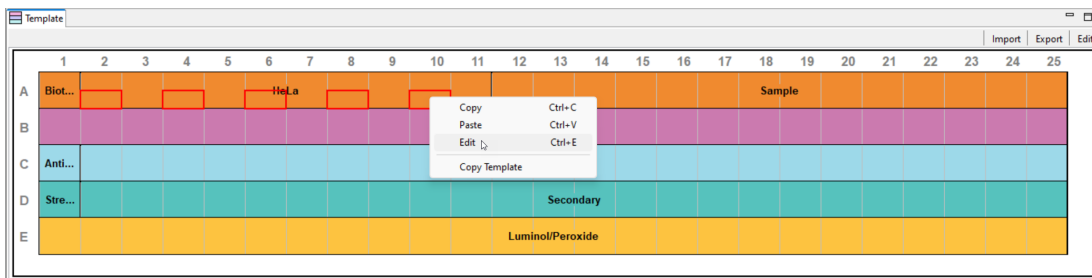 Template
Import Export Edit
1 2 3 4 5 6 7 8 9 10 11 12 13 14 15 16 17 18 19 20 21 22 23 24 25
A Biot... HeLa Sample
Copy Ctrl+C
B
Paste Ctrl+V
Edit Ctrl+E
C Anti...
Copy Template
D Stre... Secondary
E Luminol/Peroxide